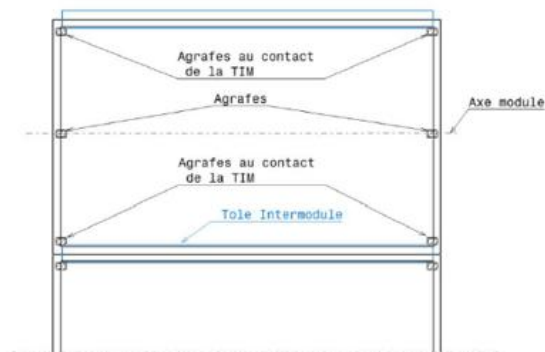 Agrafes au contact
de la TIM
Agrafes
Axe module
Agrafes au contact
de la TIM
Tole Intermodule